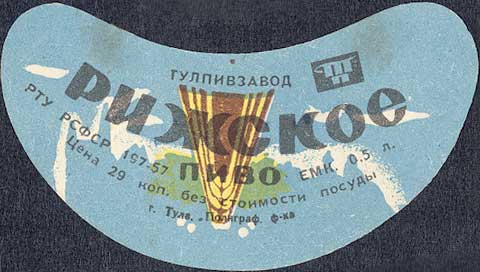 ТУЛПИВЗАВОД
РИЖСКОЕ
ПИВО
РТУ РСФСР 197-57 ЕМК. 0,5 л.
Цена 29 коп. без стоимости посуды
г. Тула, „Полиграф. ф-ка